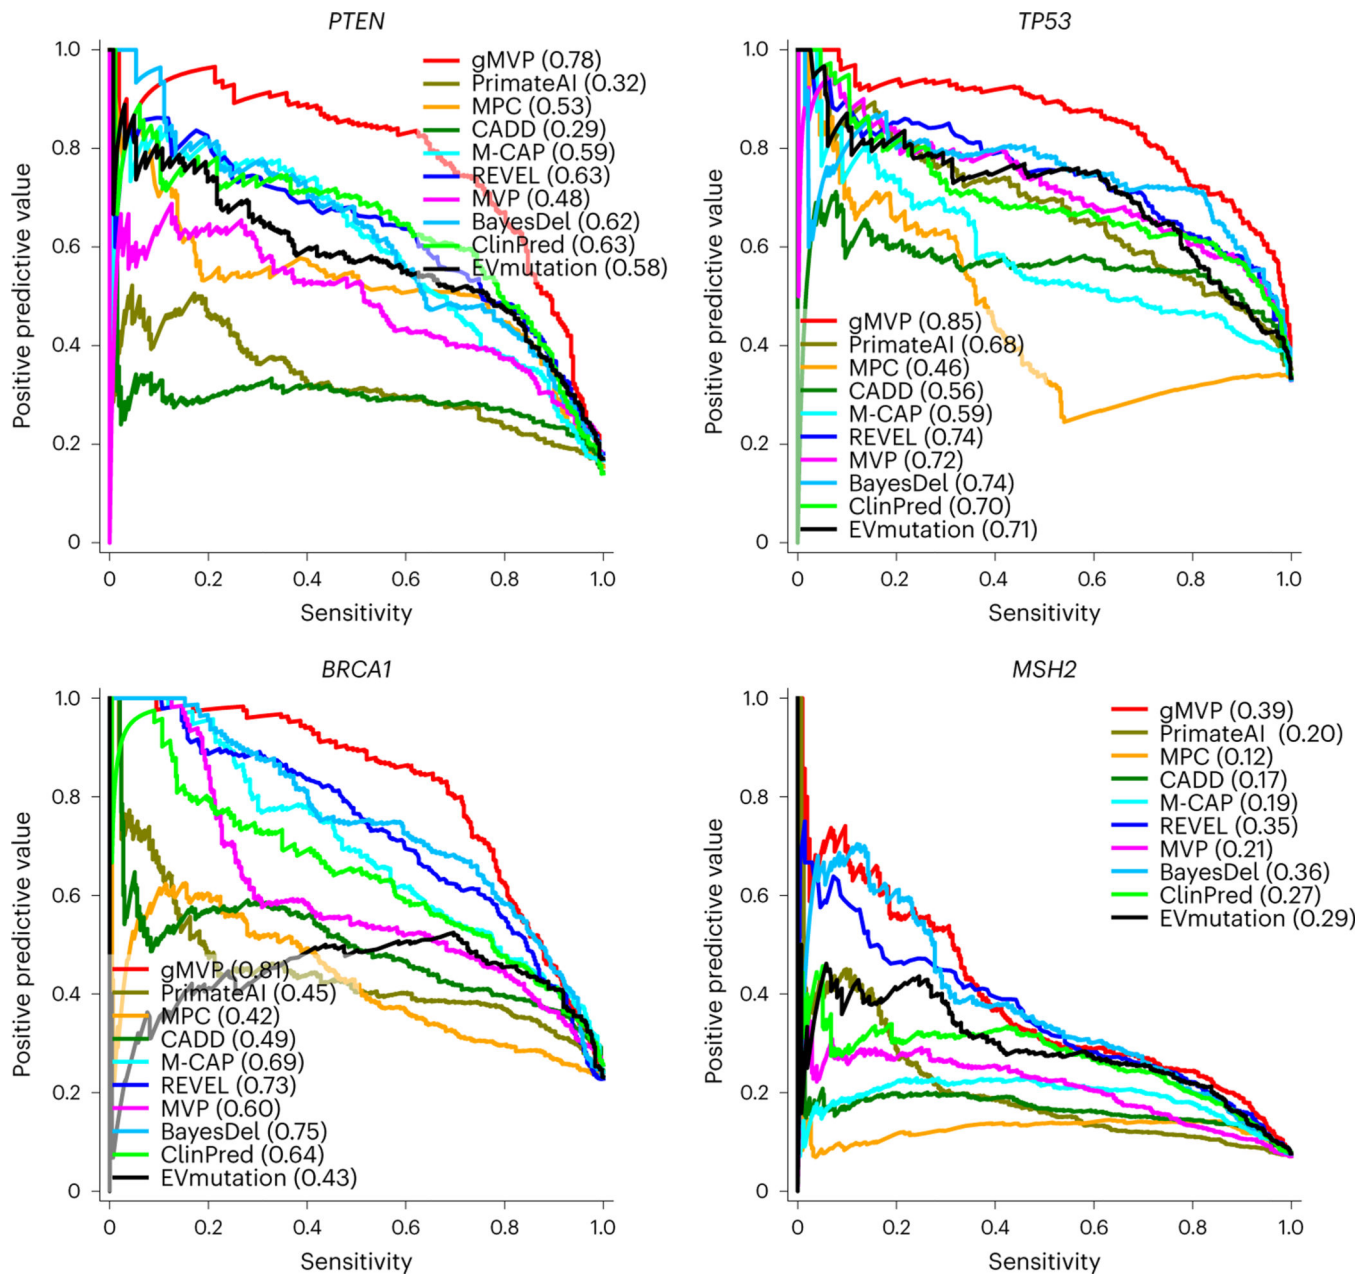 PTEN
1.0
0.8
0.6
0.4
0.2
0
Positive predictive value
gMVP (0.78)
PrimateAI (0.32)
MPC (0.53)
CADD (0.29)
M-CAP (0.59)
REVEL (0.63)
MVP (0.48)
BayesDel (0.62)
ClinPred (0.63)
EVmutation (0.58)
0 0.2 0.4 0.6 0.8 1.0
Sensitivity
TP53
1.0
0.8
0.6
0.4
0.2
0
Positive predictive value
gMVP (0.85)
PrimateAI (0.68)
MPC (0.46)
CADD (0.56)
M-CAP (0.59)
REVEL (0.74)
MVP (0.72)
BayesDel (0.74)
ClinPred (0.70)
EVmutation (0.71)
0 0.2 0.4 0.6 0.8 1.0
Sensitivity
BRCA1
1.0
0.8
0.6
0.4
0.2
0
Positive predictive value
gMVP (0.81)
PrimateAI (0.45)
MPC (0.42)
CADD (0.49)
M-CAP (0.69)
REVEL (0.73)
MVP (0.60)
BayesDel (0.75)
ClinPred (0.64)
EVmutation (0.43)
0 0.2 0.4 0.6 0.8 1.0
Sensitivity
MSH2
1.0
0.8
0.6
0.4
0.2
0
Positive predictive value
gMVP (0.39)
PrimateAI (0.20)
MPC (0.12)
CADD (0.17)
M-CAP (0.19)
REVEL (0.35)
MVP (0.21)
BayesDel (0.36)
ClinPred (0.27)
EVmutation (0.29)
0 0.2 0.4 0.6 0.8 1.0
Sensitivity